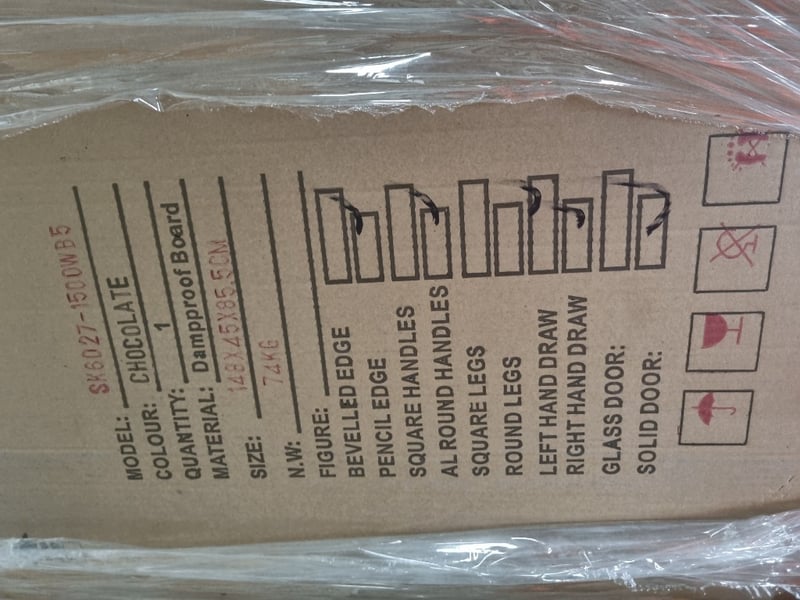 MODEL: SK6027-1500WB5
COLOUR: CHOCOLATE
QUANTITY: 1
MATERIAL: Dampproof Board
SIZE: 148X45X85.5CM
N.W: 74KG
FIGURE:
BEVELLED EDGE
PENCIL EDGE
SQUARE HANDLES
AL ROUND HANDLES
SQUARE LEGS
ROUND LEGS
LEFT HAND DRAW
RIGHT HAND DRAW
GLASS DOOR:
SOLID DOOR: